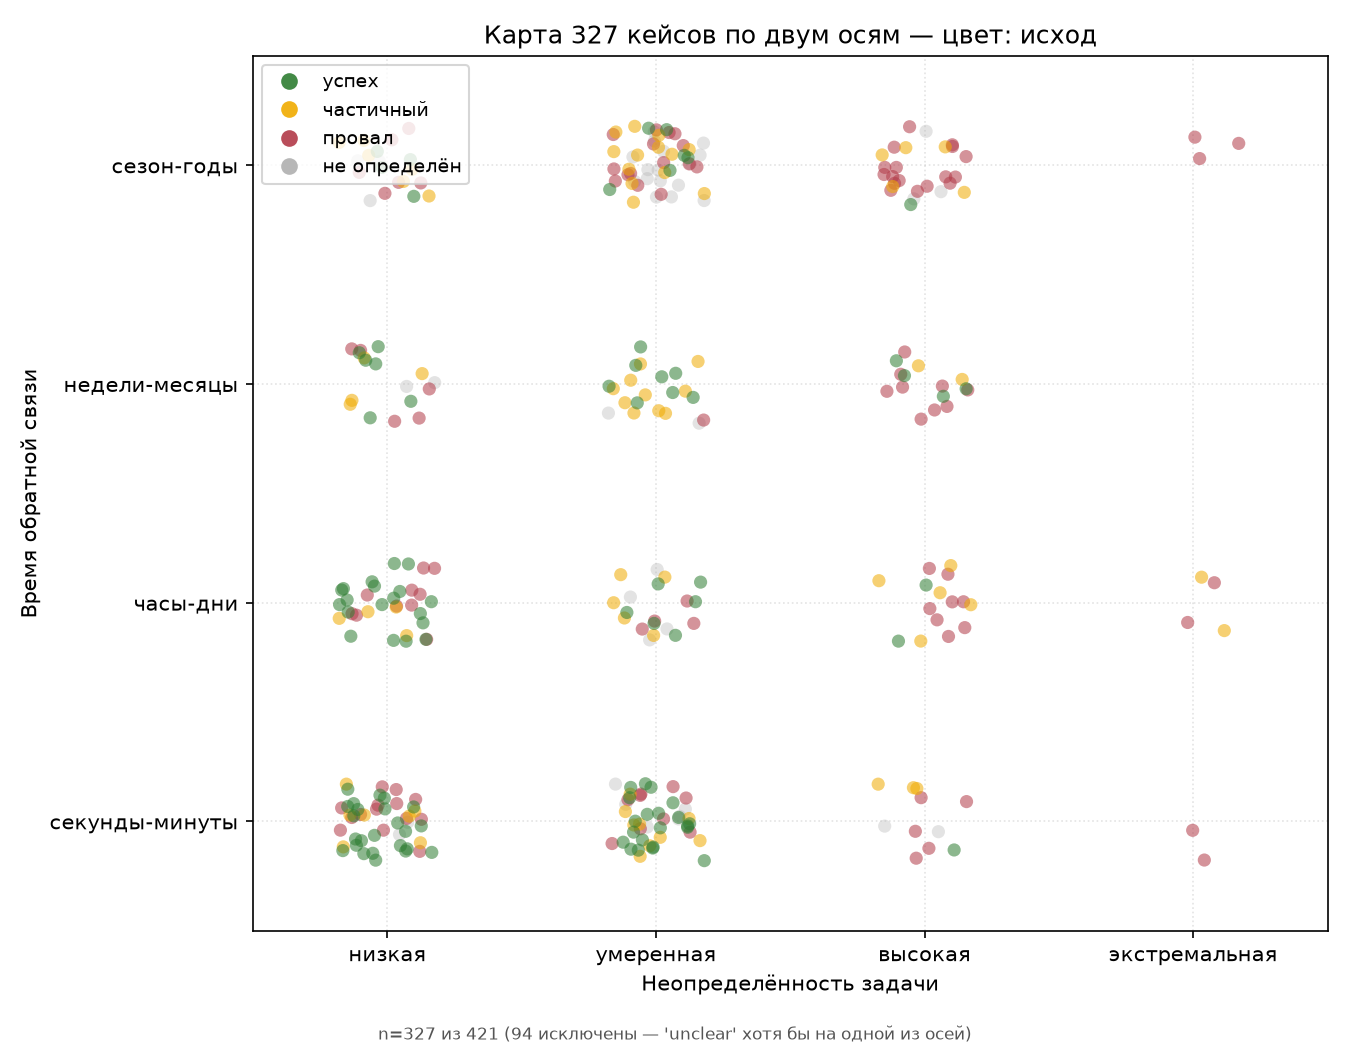 Карта 327 кейсов по двум осям — цвет: исход
успех
частичный
провал
не определён
Время обратной связи
сезон-годы
недели-месяцы
часы-дни
секунды-минуты
низкая
умеренная
высокая
экстремальная
Неопределённость задачи
n=327 из 421 (94 исключены — 'unclear' хотя бы на одной из осей)